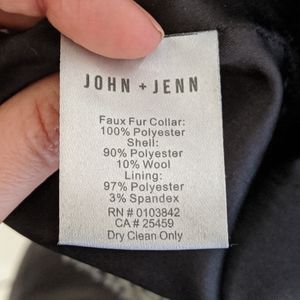 JOHN + JENN
Faux Fur Collar:
100% Polyester
Shell:
90% Polyester
10% Wool
Lining:
97% Polyester
3% Spandex
RN # 0103842
CA # 25459
Dry Clean Only